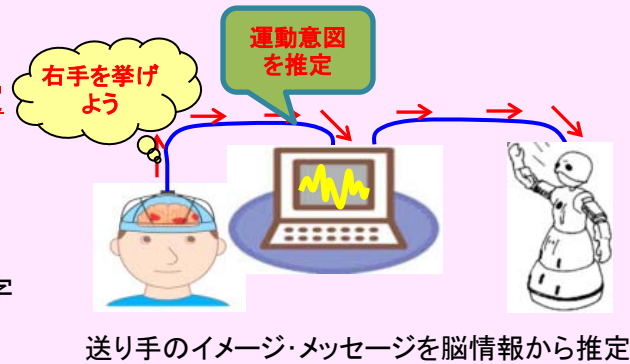 運動意図
を推定
右手を挙げ
よう
送り手のイメージ・メッセージを脳情報から推定